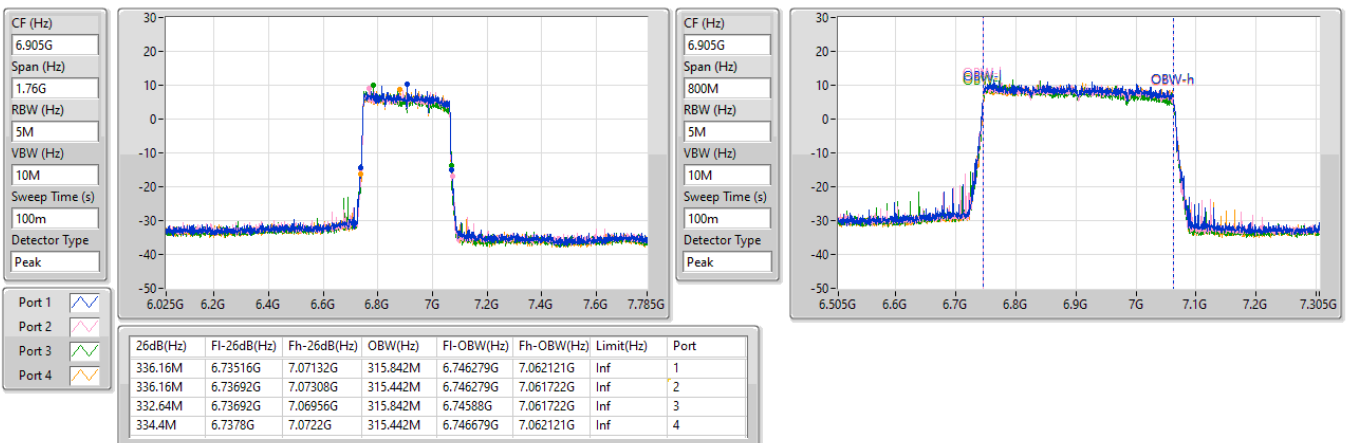 CF (Hz)
6.905G
Span (Hz)
1.76G
RBW (Hz)
5M
VBW (Hz)
10M
Sweep Time (s)
100m
Detector Type
Peak
30
20
10
0
-10
-20
-30
-40
-50
6.025G 6.2G 6.4G 6.6G 6.8G 7G 7.2G 7.4G 7.6G 7.785G
CF (Hz)
6.905G
Span (Hz)
800M
RBW (Hz)
5M
VBW (Hz)
10M
Sweep Time (s)
100m
Detector Type
Peak
30
20
10
0
-10
-20
-30
-40
-50
OBW-l OBW-h
6.505G 6.6G 6.7G 6.8G 6.9G 7G 7.1G 7.2G 7.305G
Port 1
Port 2
Port 3
Port 4
26dB(Hz) Fl-26dB(Hz) Fh-26dB(Hz) OBW(Hz) Fl-OBW(Hz) Fh-OBW(Hz) Limit(Hz) Port
336.16M 6.73516G 7.07132G 315.842M 6.746279G 7.062121G Inf 1
336.16M 6.73692G 7.07308G 315.442M 6.746279G 7.061722G Inf 2
332.64M 6.73692G 7.06956G 315.842M 6.74588G 7.061722G Inf 3
334.4M 6.7378G 7.0722G 315.442M 6.746679G 7.062121G Inf 4